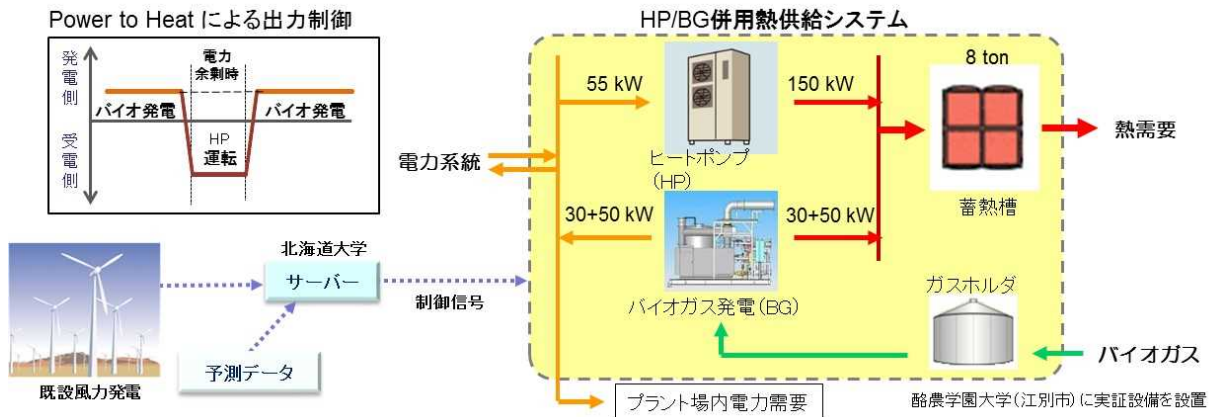 Power to Heat による出力制御
発電側
受電側
電力
余剰時
バイオ発電
バイオ発電
HP
運転
HP/BG併用熱供給システム
55 kW
150 kW
8 ton
電力系統
ヒートポンプ
(HP)
熱需要
蓄熱槽
30+50 kW
30+50 kW
バイオガス発電(BG)
ガスホルダ
バイオガス
北海道大学
サーバー
制御信号
予測データ
既設風力発電
プラント場内電力需要
酪農学園大学(江別市)に実証設備を設置